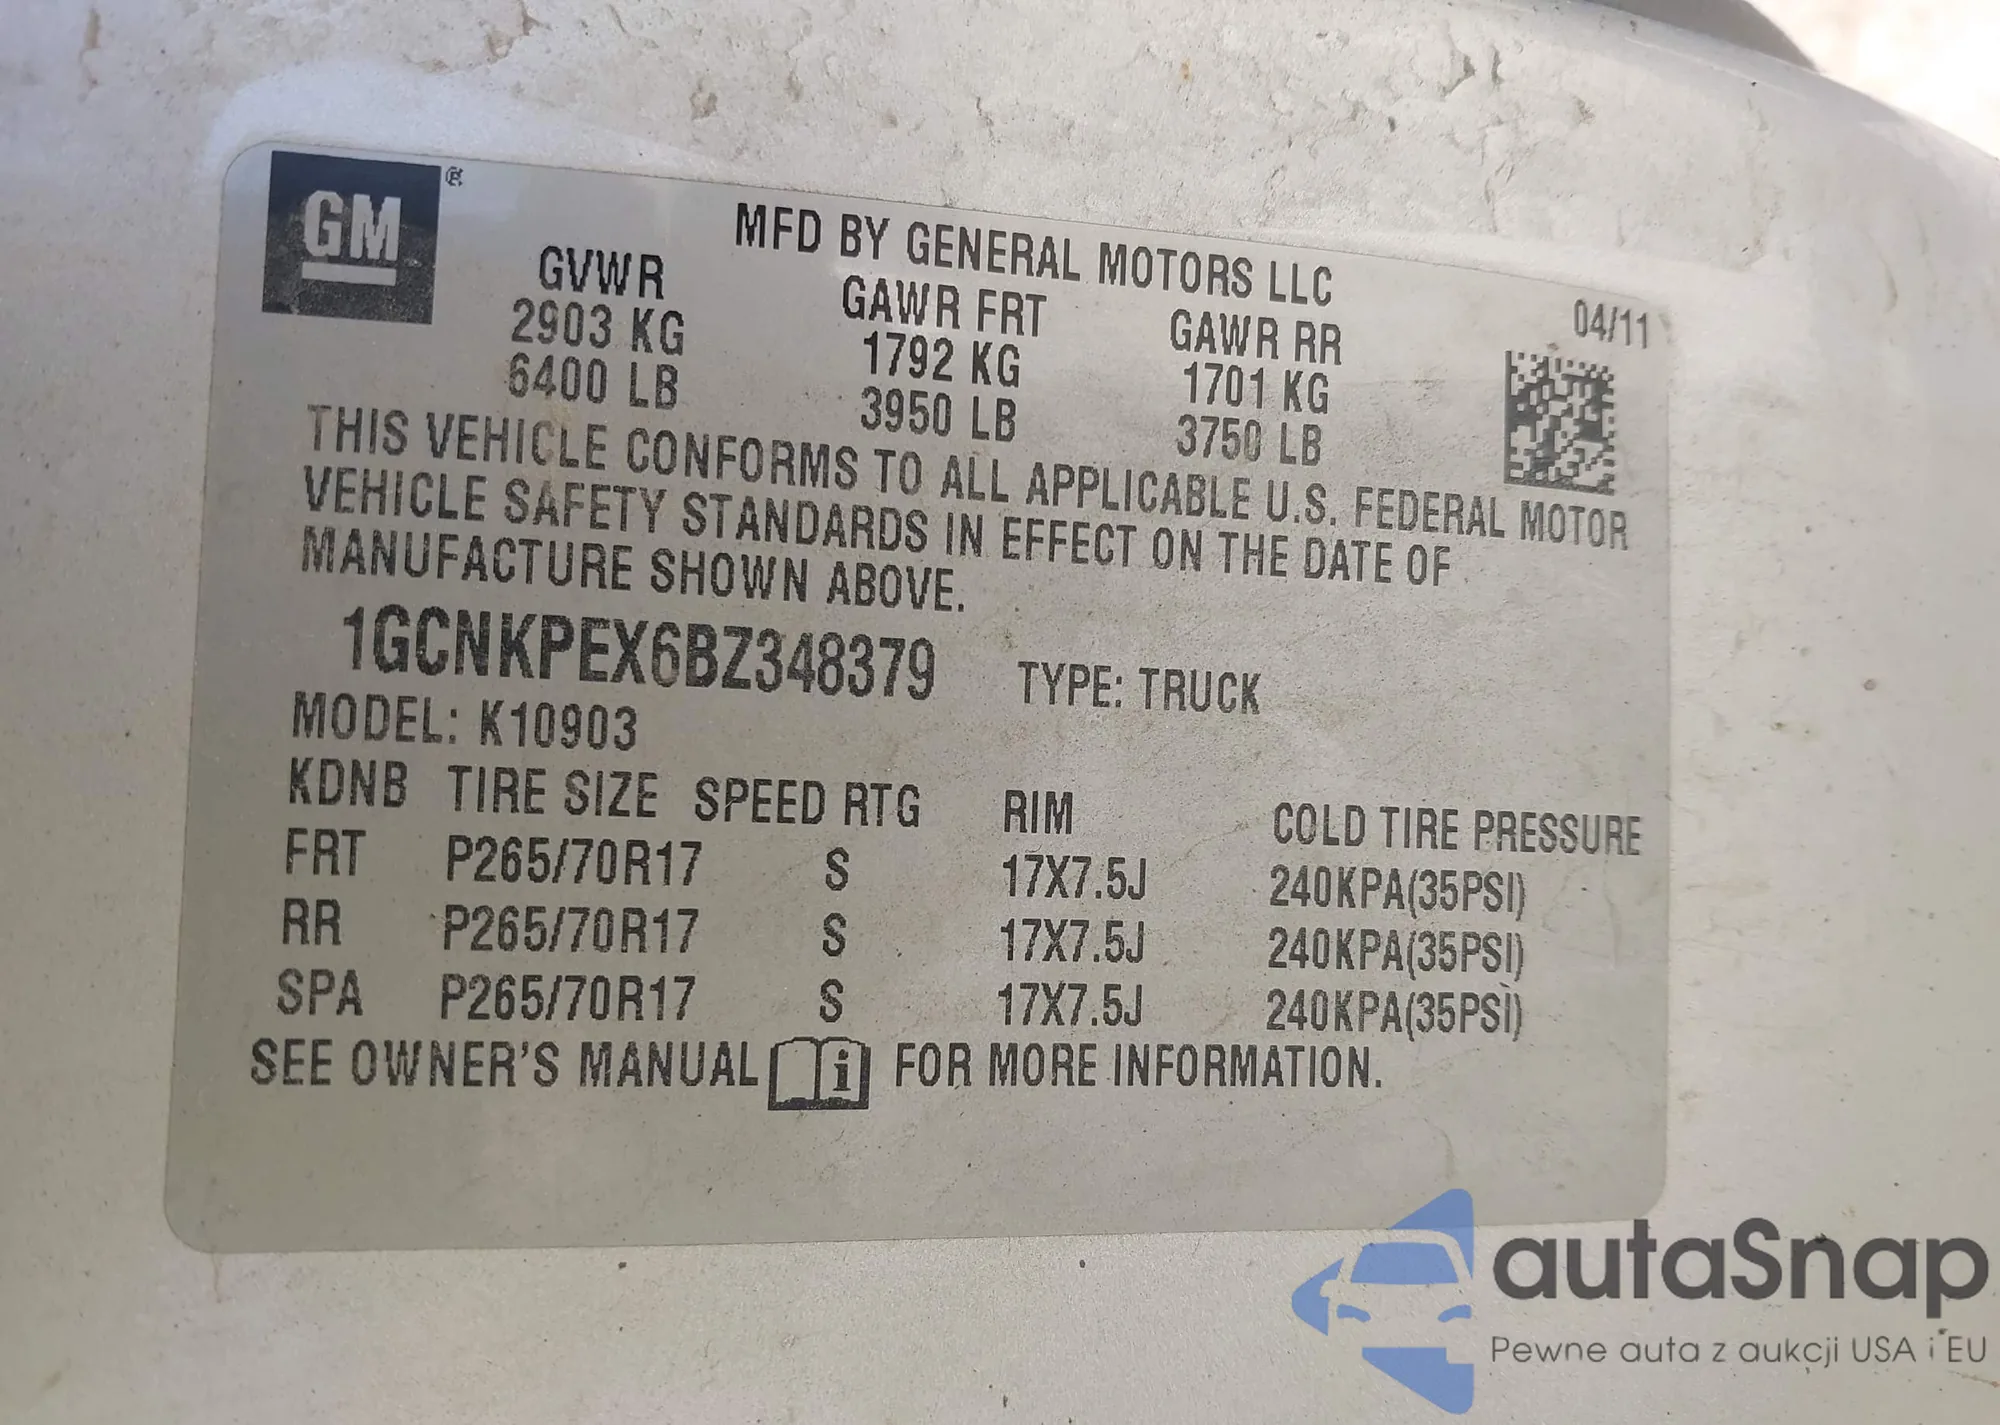 GM ®
MFD BY GENERAL MOTORS LLC
GVWR GAWR FRT GAWR RR 04/11
2903 KG 1792 KG 1701 KG
6400 LB 3950 LB 3750 LB
THIS VEHICLE CONFORMS TO ALL APPLICABLE U.S. FEDERAL MOTOR
VEHICLE SAFETY STANDARDS IN EFFECT ON THE DATE OF
MANUFACTURE SHOWN ABOVE.
1GCNKPEX6BZ348379 TYPE: TRUCK
MODEL: K10903
KDNB TIRE SIZE SPEED RTG RIM COLD TIRE PRESSURE
FRT P265/70R17 S 17X7.5J 240KPA(35PSI)
RR P265/70R17 S 17X7.5J 240KPA(35PSI)
SPA P265/70R17 S 17X7.5J 240KPA(35PSI)
SEE OWNER'S MANUAL i FOR MORE INFORMATION.
autaSnap
Pewne auta z aukcji USA i EU